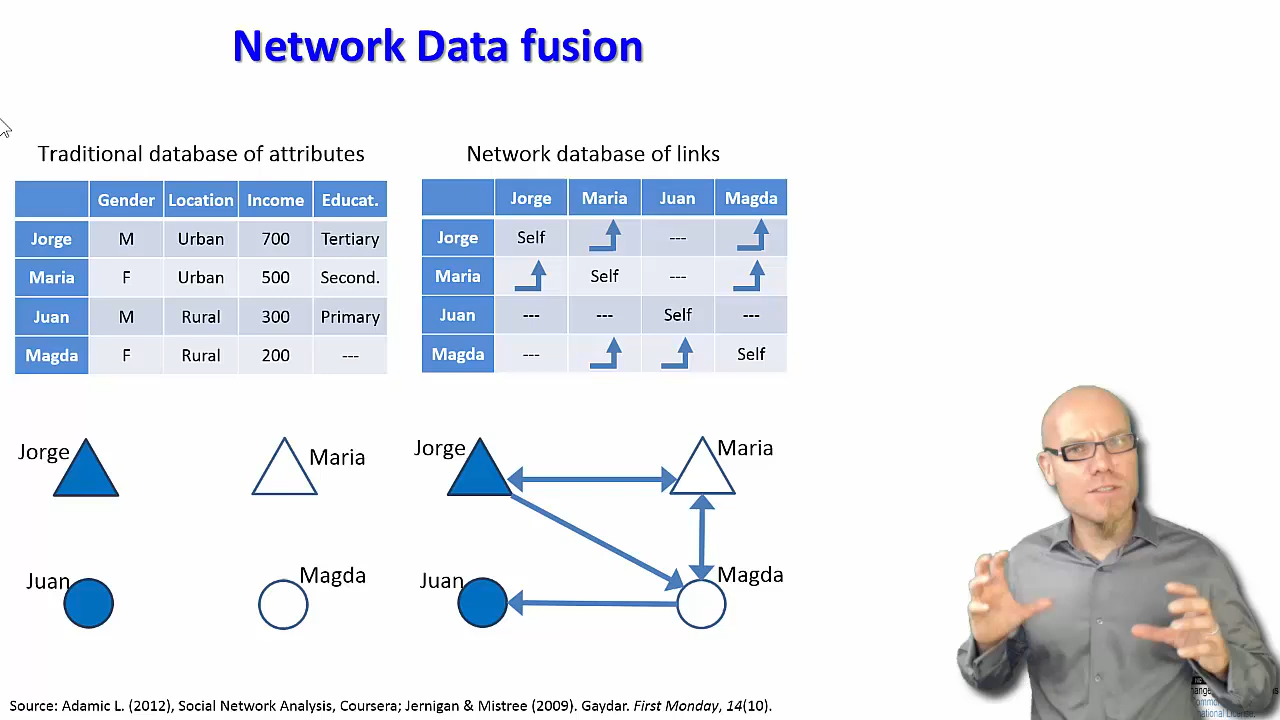 Network Data fusion
Traditional database of attributes
Gender Location Income Educat.
Jorge M Urban 700 Tertiary
Maria F Urban 500 Second.
Juan M Rural 300 Primary
Magda F Rural 200 ---
Network database of links
Jorge Maria Juan Magda
Jorge Self ---
Maria Self ---
Juan --- --- Self ---
Magda --- Self
Jorge
Maria
Juan
Magda
Jorge
Maria
Juan
Magda
Source: Adamic L. (2012), Social Network Analysis, Coursera; Jernigan & Mistree (2009). Gaydar. First Monday, 14(10).